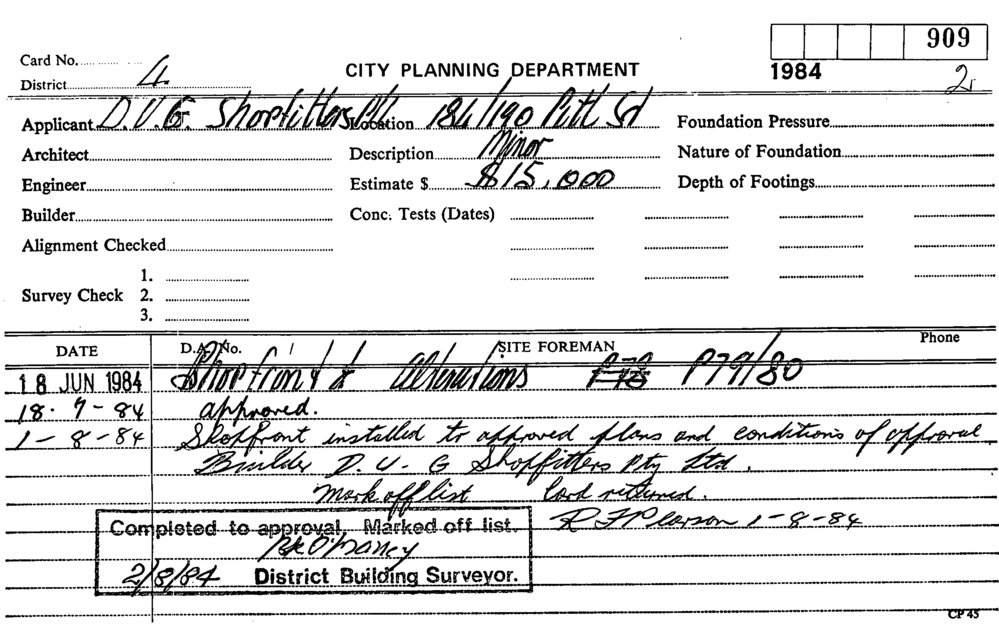 909
Card No.
4
CITY PLANNING DEPARTMENT
1984
2
District
Applicant D.U.G. Shopfitters P/L Location 184/190 Pitt St Foundation Pressure
Architect Description Minor Nature of Foundation
Engineer Estimate $ $15,000 Depth of Footings
Builder Conc. Tests (Dates)
Alignment Checked
1.
Survey Check 2.
3.
DATE D.A. No. SITE FOREMAN Phone
18 JUN 1984 Shopfront & Alterations P79/80
18-7-84 approved.
1-8-84 Shopfront installed to approved plans and conditions of approval
Builder D.U.G Shopfitters Pty Ltd.
Mark off list Card returned.
Completed to approval. Marked off list. 1-8-84
2/8/84 District Building Surveyor.
CP 45